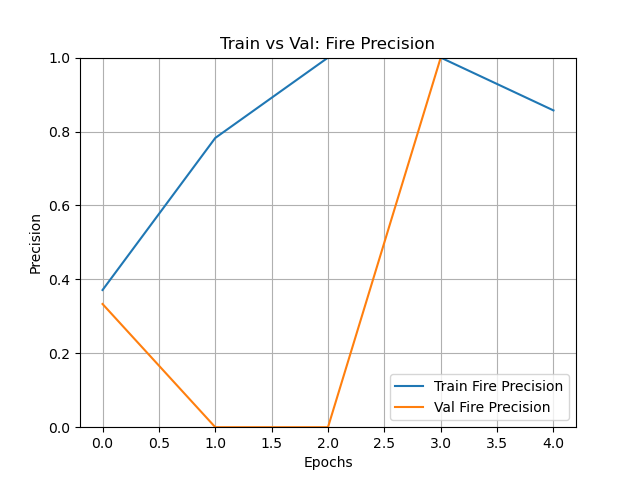 Train vs Val: Fire Precision
1.0
0.8
0.6
0.4
0.2
0.0
Precision
0.0 0.5 1.0 1.5 2.0 2.5 3.0 3.5 4.0
Epochs
Train Fire Precision
Val Fire Precision